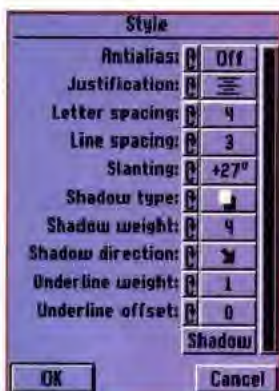 Style
Antialias: Off
Justification:
Letter spacing: 4
Line spacing: 3
Slanting: +27°
Shadow type:
Shadow weight: 4
Shadow direction:
Underline weight: 1
Underline offset: 0
Shadow
OK Cancel